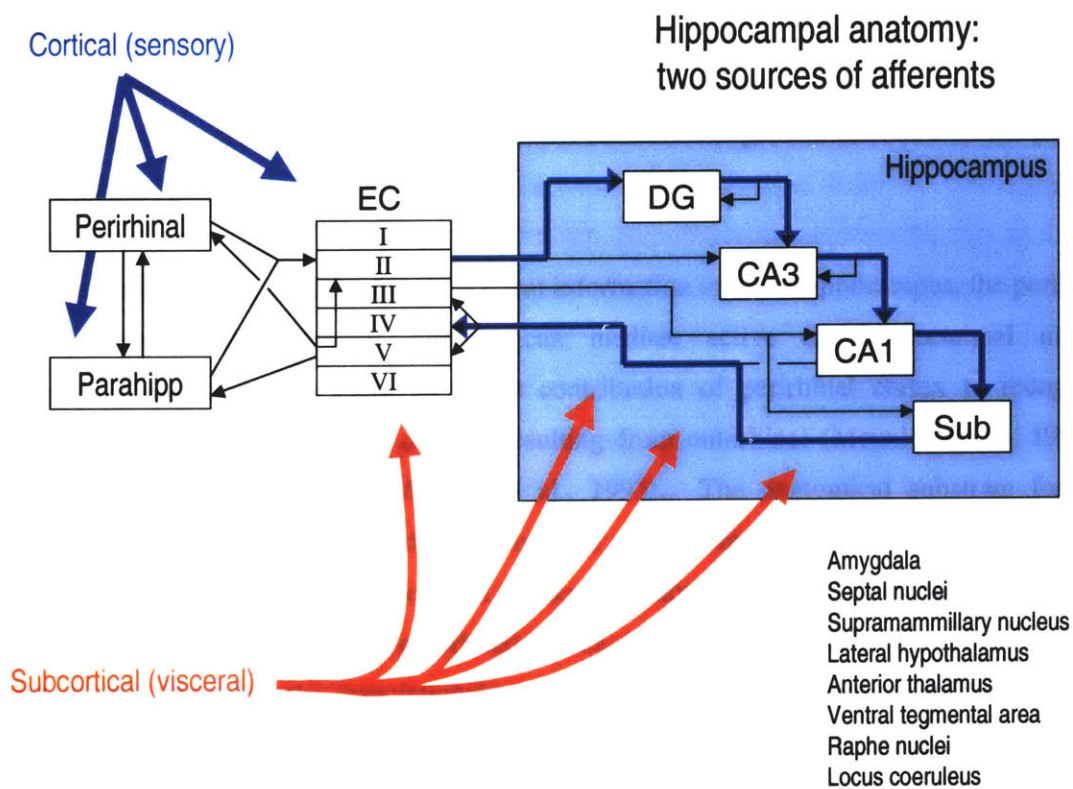 Cortical (sensory)
Hippocampal anatomy:
two sources of afferents
Hippocampus
EC
Perirhinal
Parahipp
I
II
III
IV
V
VI
DG
CA3
CA1
Sub
Subcortical (visceral)
Amygdala
Septal nuclei
Supramammillary nucleus
Lateral hypothalamus
Anterior thalamus
Ventral tegmental area
Raphe nuclei
Locus coeruleus